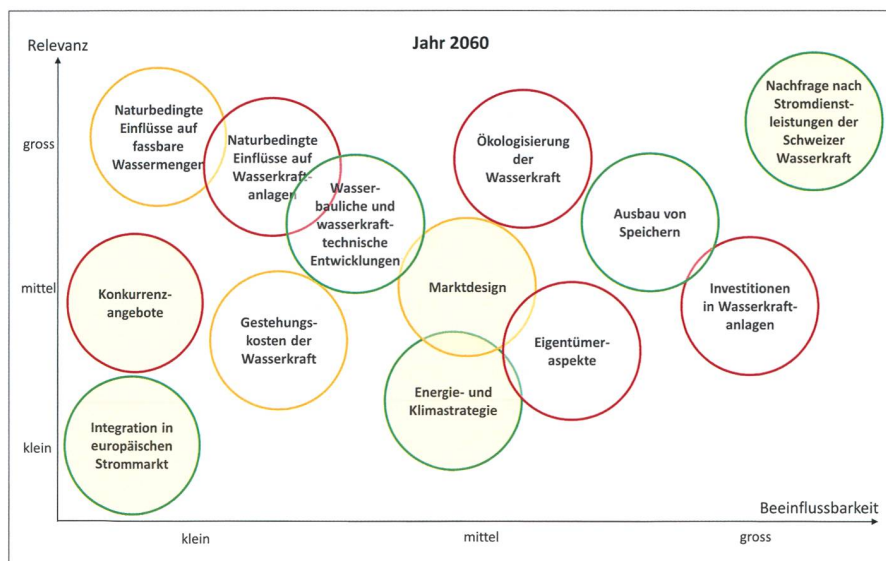 Jahr 2060
Relevanz
gross
mittel
klein
Naturbedingte
Einflüsse auf
fassbare
Wassermengen
Naturbedingte
Einflüsse auf
Wasserkraft-
anlagen
Wasser-
bauliche und
wasserkraft-
technische
Entwicklungen
Ökologisierung
der
Wasserkraft
Nachfrage nach
Stromdienst-
leistungen der
Schweizer
Wasserkraft
Ausbau von
Speichern
Konkurrenz-
angebote
Gestehungs-
kosten der
Wasserkraft
Marktdesign
Eigentümer-
aspekte
Investitionen
in Wasserkraft-
anlagen
Integration in
europäischen
Strommarkt
Energie- und
Klimastrategie
Beeinflussbarkeit
klein
mittel
gross